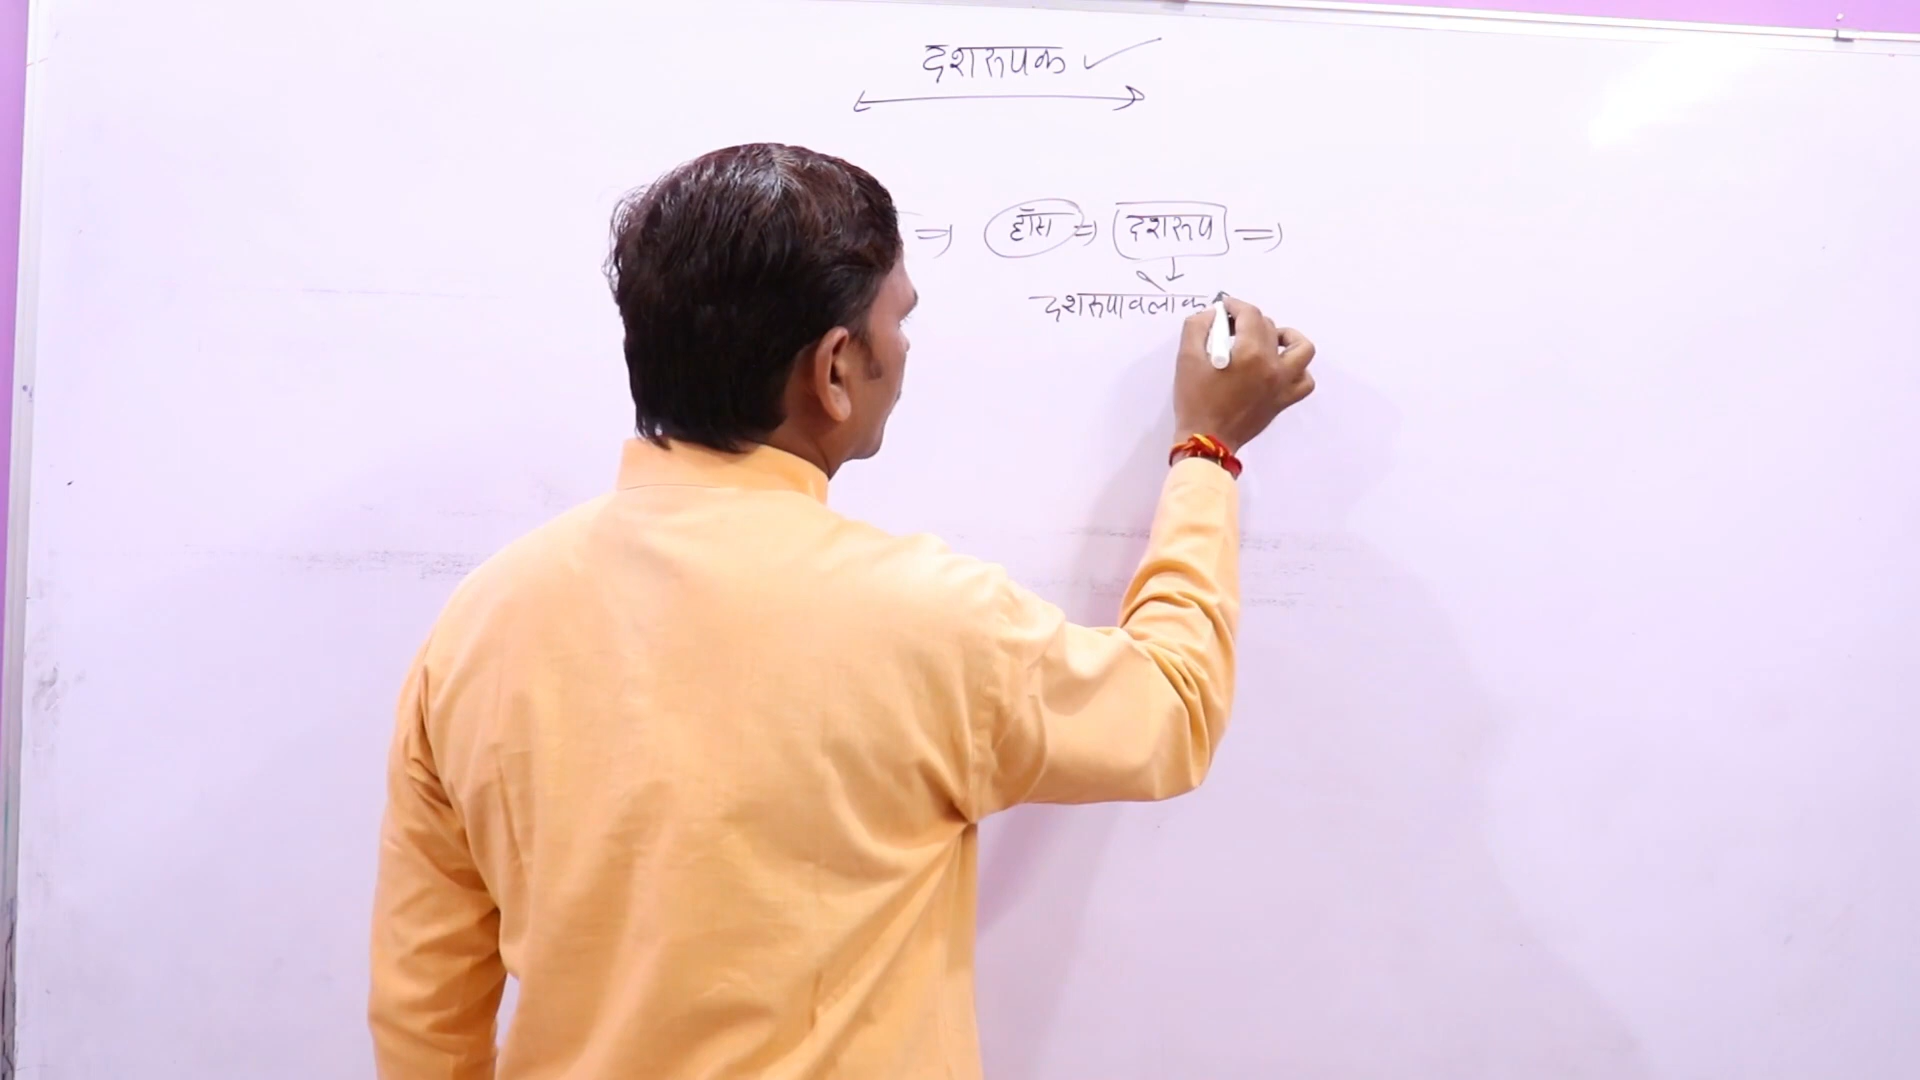 दशरूपक ✓
⇒ हॉस ⇒ दशरूप ⇒
दशरूपावलोक